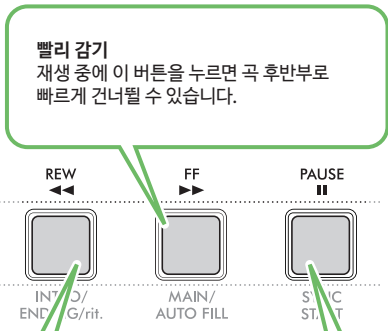 빨리 감기
재생 중에 이 버튼을 누르면 곡 후반부로
빠르게 건너뛸 수 있습니다.
REW FF PAUSE
MAIN/
G/rit. AUTO FILL